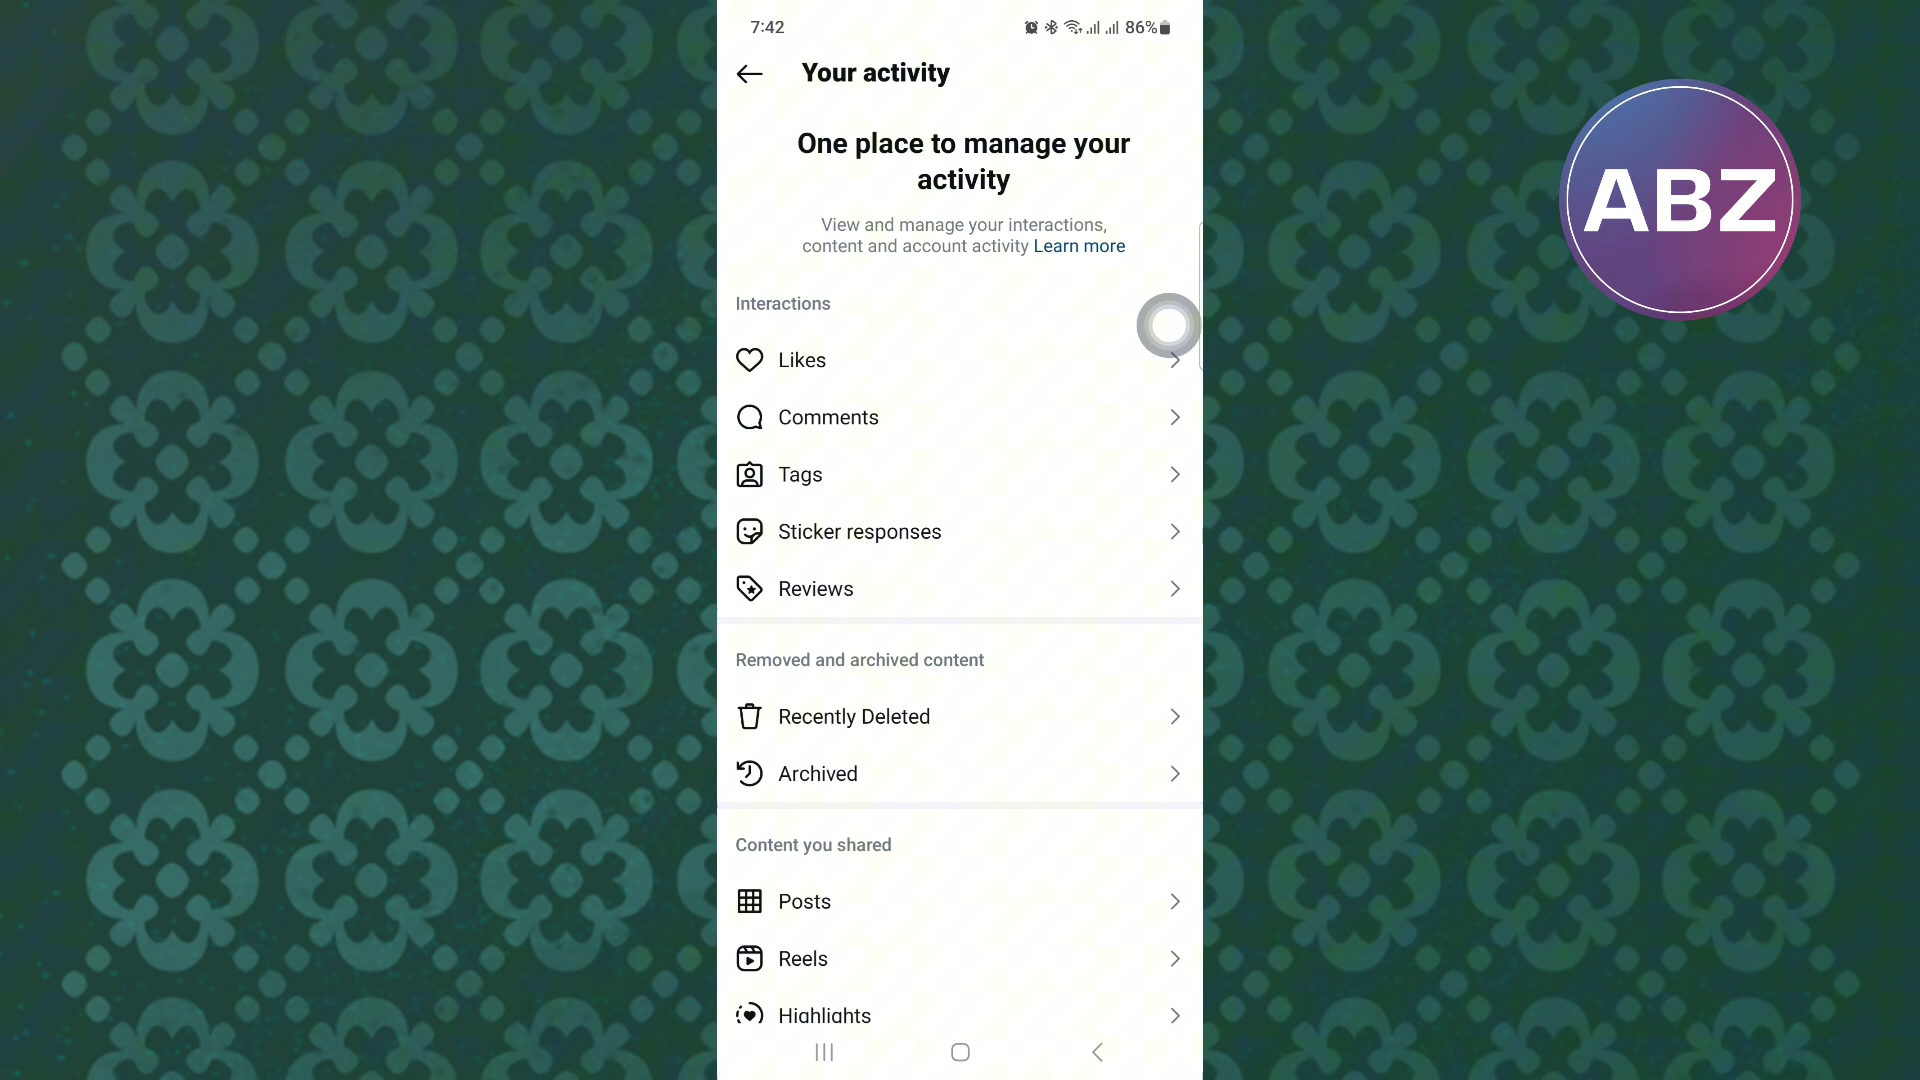 7:42
86%
Your activity
One place to manage your
activity
View and manage your interactions,
content and account activity Learn more
Interactions
Likes
Comments
Tags
Sticker responses
Reviews
Removed and archived content
Recently Deleted
Archived
Content you shared
Posts
Reels
Highlights
ABZ